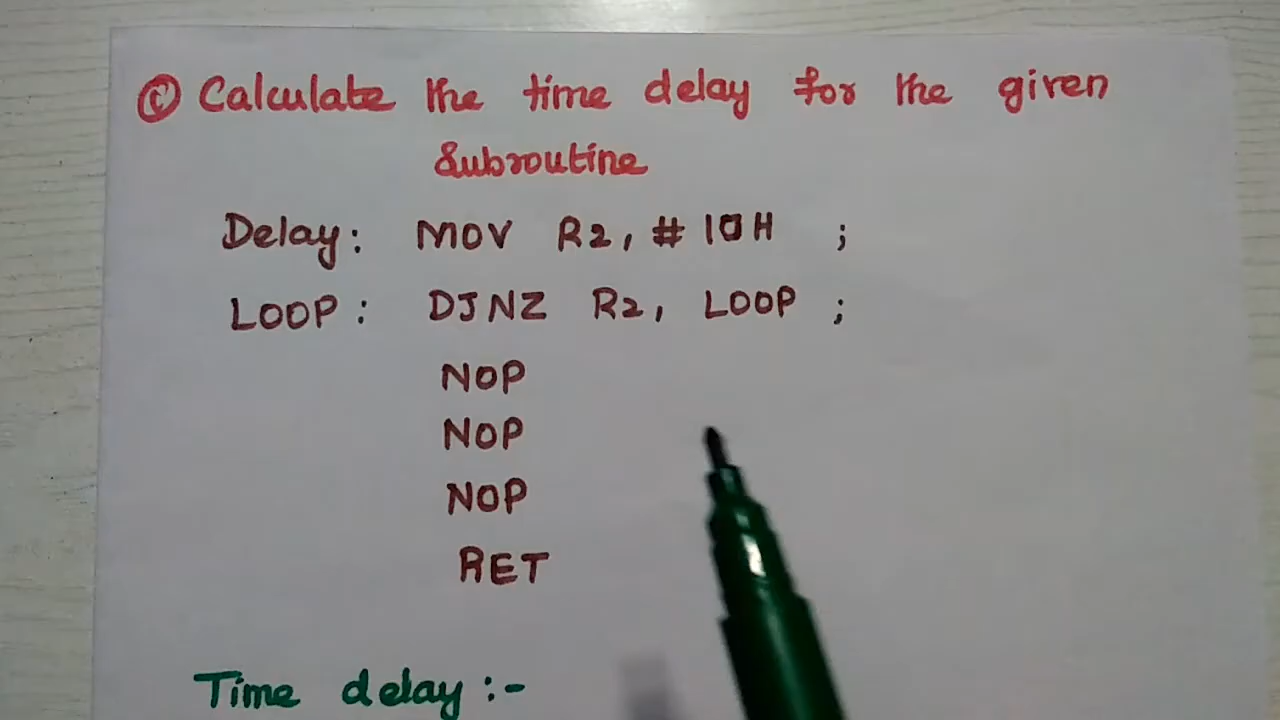 (C) Calculate the time delay for the given
Subroutine
Delay: MOV R2, #10H ;
LOOP: DJNZ R2, LOOP ;
NOP
NOP
NOP
RET
Time delay :-